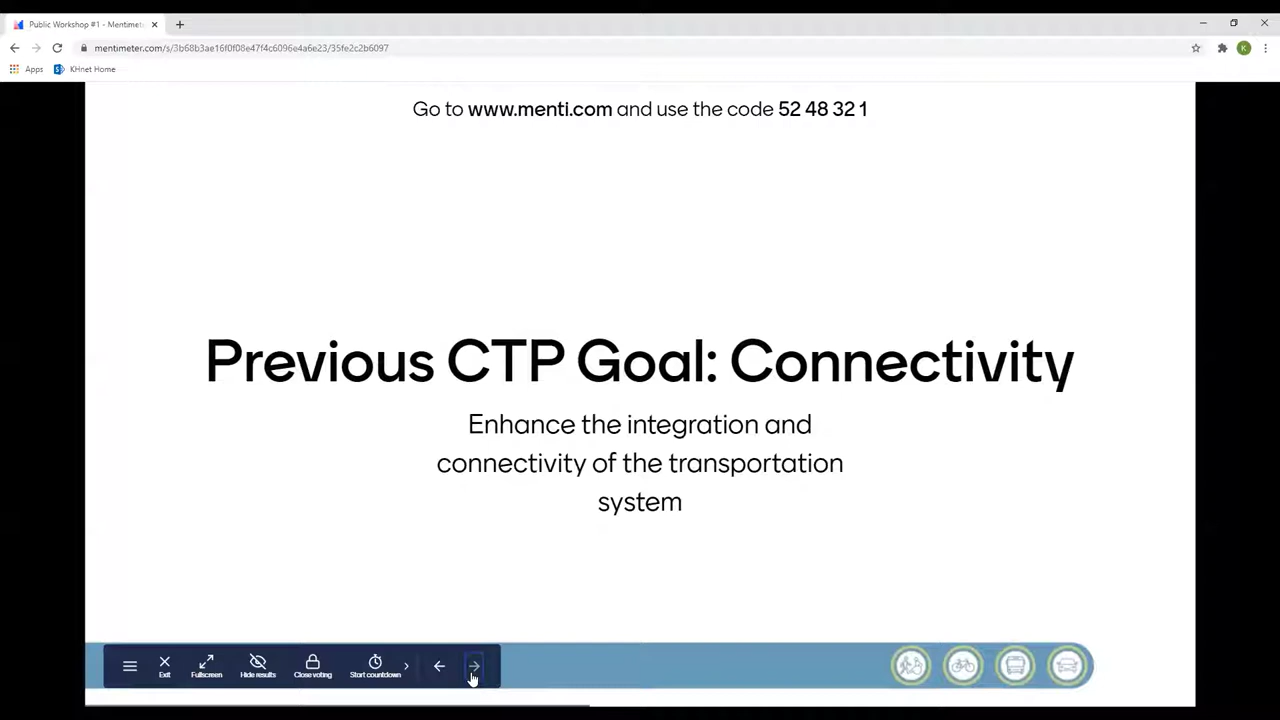 Public Workshop #1 - Mentimete
mentimeter.com/s/3b68b3ae16f0f08e47f4c6096e4a6e23/35fe2c2b6097
K
Apps
KHnet Home
Go to www.menti.com and use the code 52 48 32 1
Previous CTP Goal: Connectivity
Enhance the integration and
connectivity of the transportation
system
Exit
Fullscreen
Hide results
Close voting
Start countdown